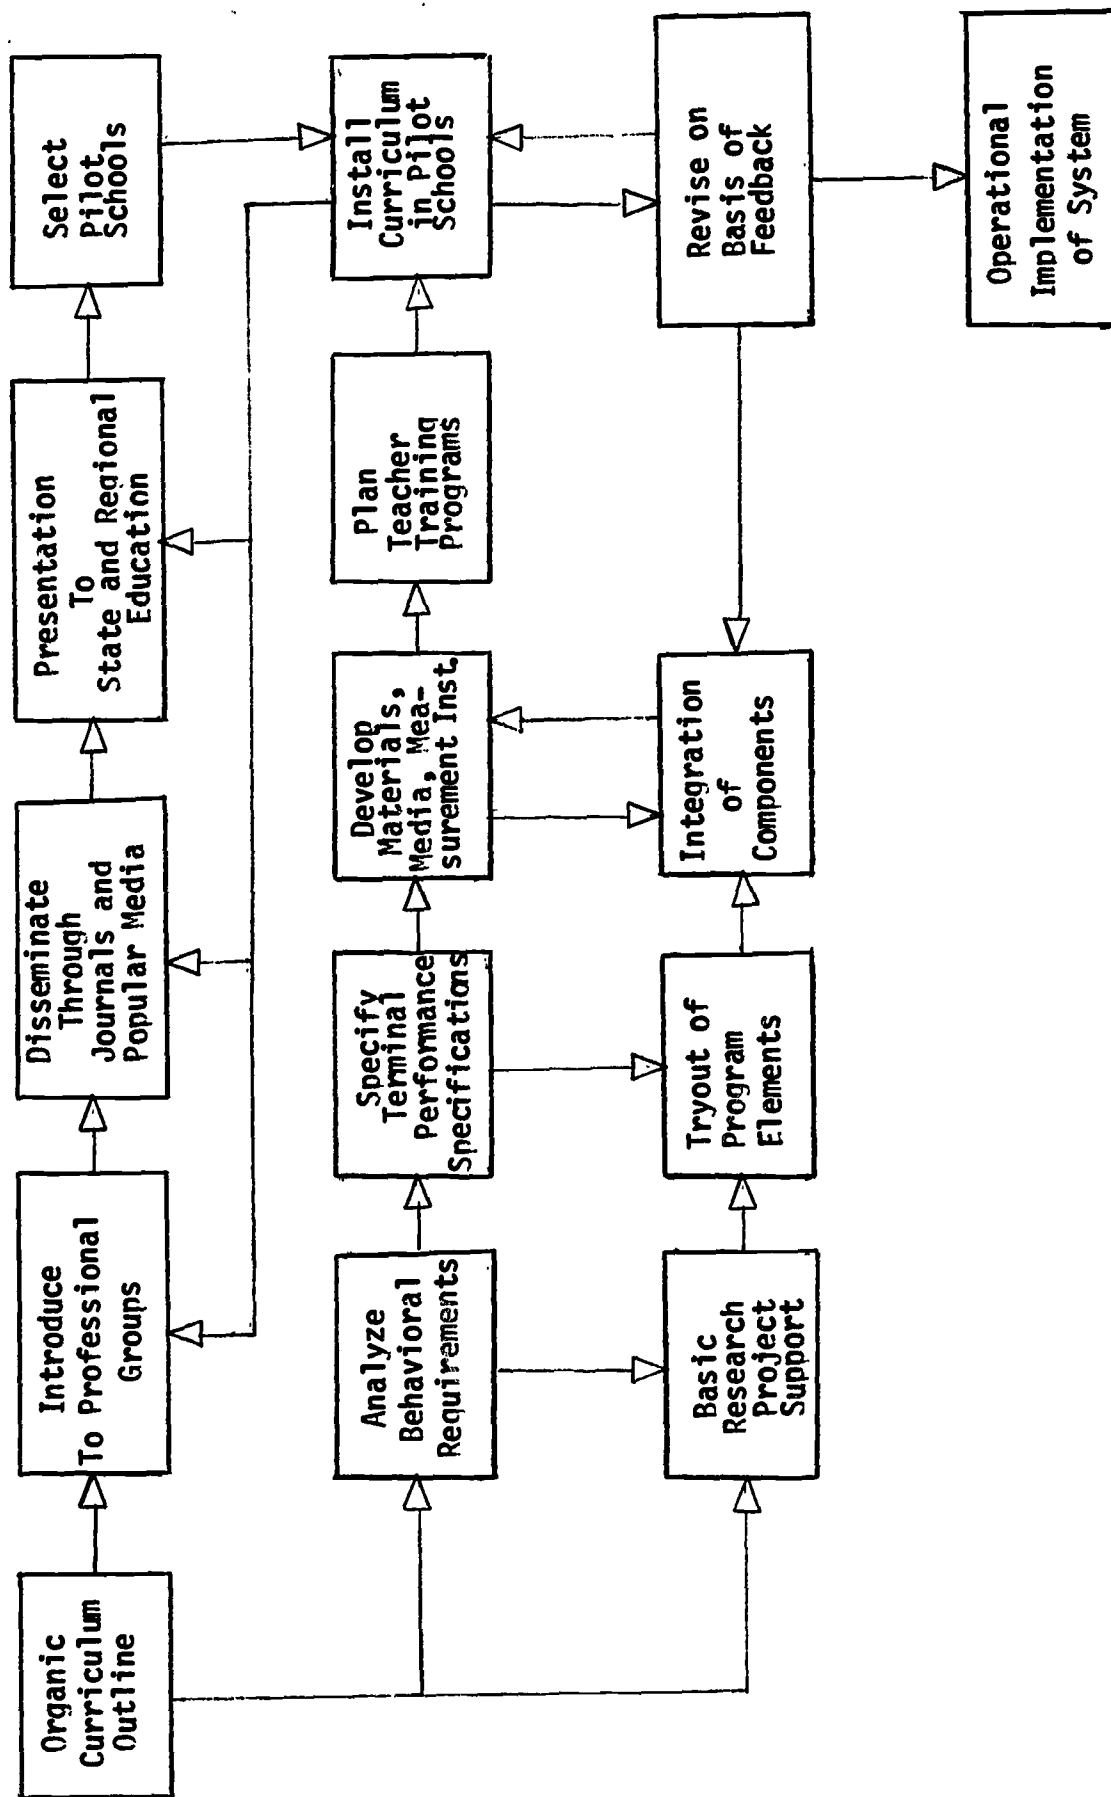 Organic
Curriculum
Outline
Introduce
To Professional
Groups
Disseminate
Through
Journals and
Popular Media
Presentation
To
State and Regional
Education
Select
Pilot
Schools
Analyze
Behavioral
Requirements
Specify
Terminal
Performance
Specifications
Develop
Materials,
Media, Mea-
surement Inst.
Plan
Teacher
Training
Programs
Install
Curriculum
in Pilot
Schools
Basic
Research
Project
Support
Tryout of
Program
Elements
Integration
of
Components
Revise on
Basis of
Feedback
Operational
Implementation
of System